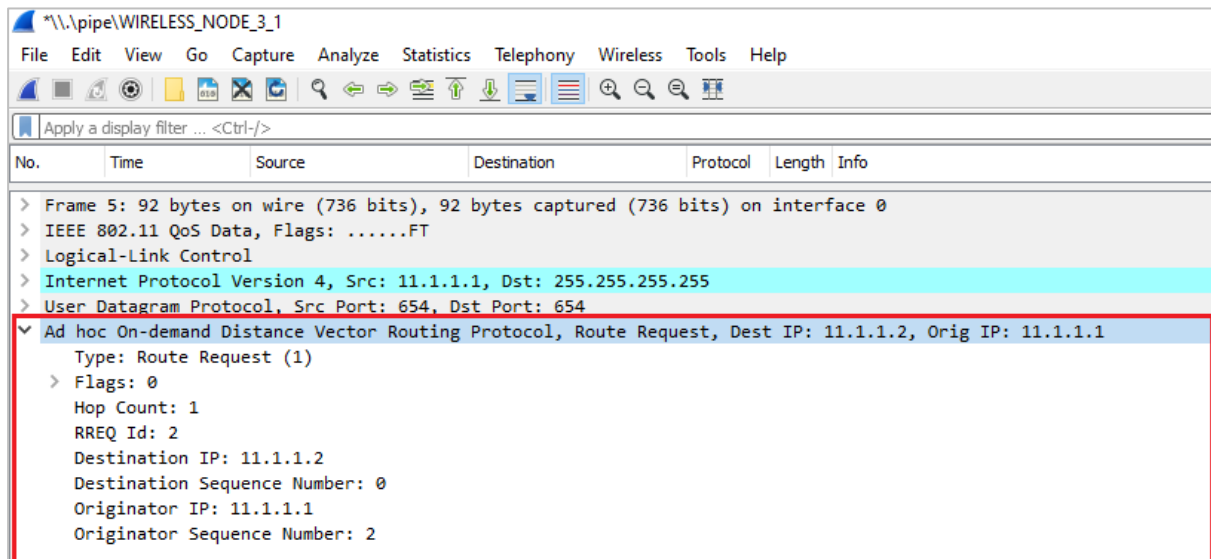 *\\.\pipe\WIRELESS_NODE_3_1
File Edit View Go Capture Analyze Statistics Telephony Wireless Tools Help
Apply a display filter ... <Ctrl-/>
No. Time Source Destination Protocol Length Info
> Frame 5: 92 bytes on wire (736 bits), 92 bytes captured (736 bits) on interface 0
> IEEE 802.11 QoS Data, Flags: ......FT
> Logical-Link Control
> Internet Protocol Version 4, Src: 11.1.1.1, Dst: 255.255.255.255
> User Datagram Protocol, Src Port: 654, Dst Port: 654
Ad hoc On-demand Distance Vector Routing Protocol, Route Request, Dest IP: 11.1.1.2, Orig IP: 11.1.1.1
Type: Route Request (1)
> Flags: 0
Hop Count: 1
RREQ Id: 2
Destination IP: 11.1.1.2
Destination Sequence Number: 0
Originator IP: 11.1.1.1
Originator Sequence Number: 2